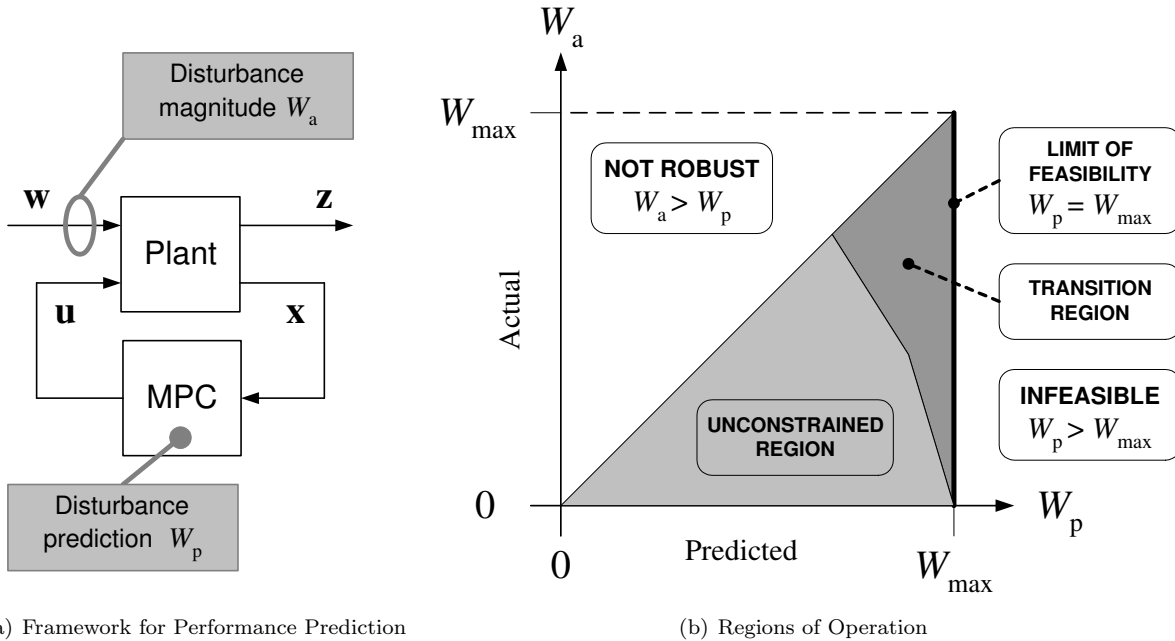 Disturbance
magnitude W_a
w
z
Plant
u
x
MPC
Disturbance
prediction W_p
W_a
W_max
NOT ROBUST
W_a > W_p
LIMIT OF
FEASIBILITY
W_p = W_max
TRANSITION
REGION
INFEASIBLE
W_p > W_max
Actual
UNCONSTRAINED
REGION
0
W_p
0
Predicted
W_max
a) Framework for Performance Prediction
(b) Regions of Operation